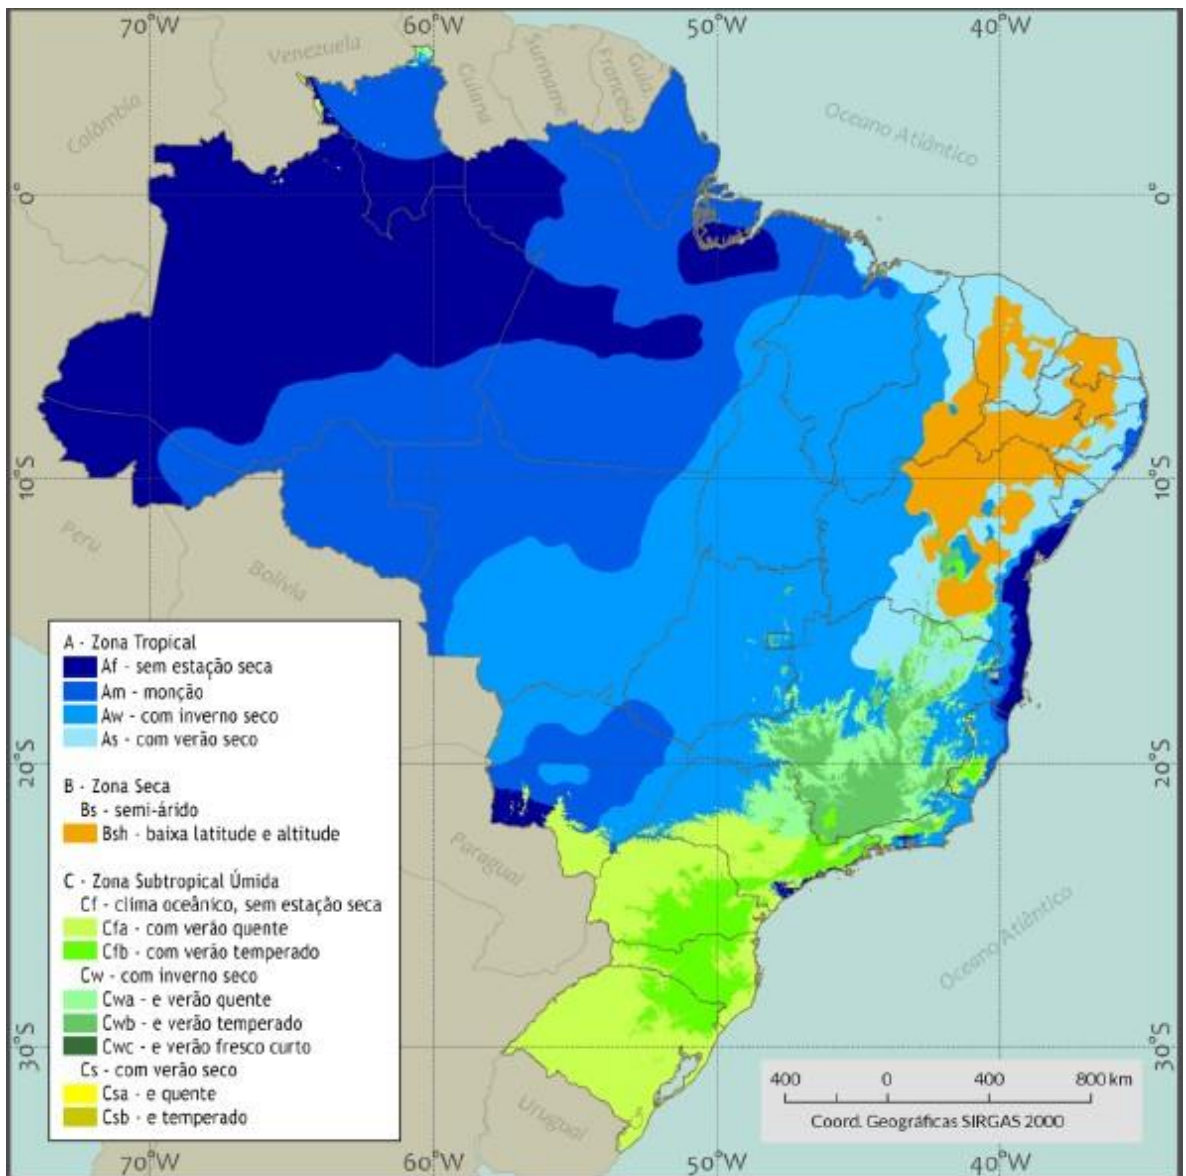 70°W
60°W
50°W
40°W
Venezuela
Colômbia
Guiana
Suriname
Guia.
Francesa
Oceano Atlântico
0°
0°
10°S
10°S
Peru
Bolívia
A - Zona Tropical
Af - sem estação seca
Am - monção
Aw - com inverno seco
As - com verão seco
B - Zona Seca
Bs - semi-árido
Bsh - baixa latitude e altitude
C - Zona Subtropical Úmida
Cf - clima oceânico, sem estação seca
Cfa - com verão quente
Cfb - com verão temperado
Cw - com inverno seco
Cwa - e verão quente
Cwb - e verão temperado
Cwc - e verão fresco curto
Cs - com verão seco
Csa - e quente
Csb - e temperado
20°S
20°S
Paraguai
Oceano Atlântico
30°S
30°S
Uruguai
400 0 400 800 km
Coord. Geográficas SIRGAS 2000
70°W
60°W
50°W
40°W